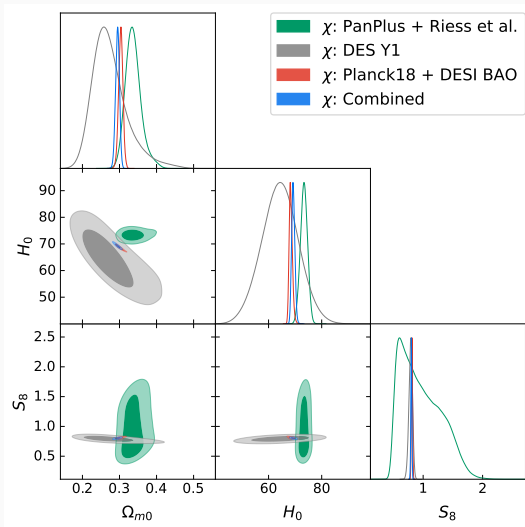 χ: PanPlus + Riess et al.
χ: DES Y1
χ: Planck18 + DESI BAO
χ: Combined
90
80
70
60
50
H₀
2.5
2.0
1.5
1.0
0.5
S₈
0.2 0.3 0.4 0.5
60 80
1 2
Ωₘ₀
H₀
S₈